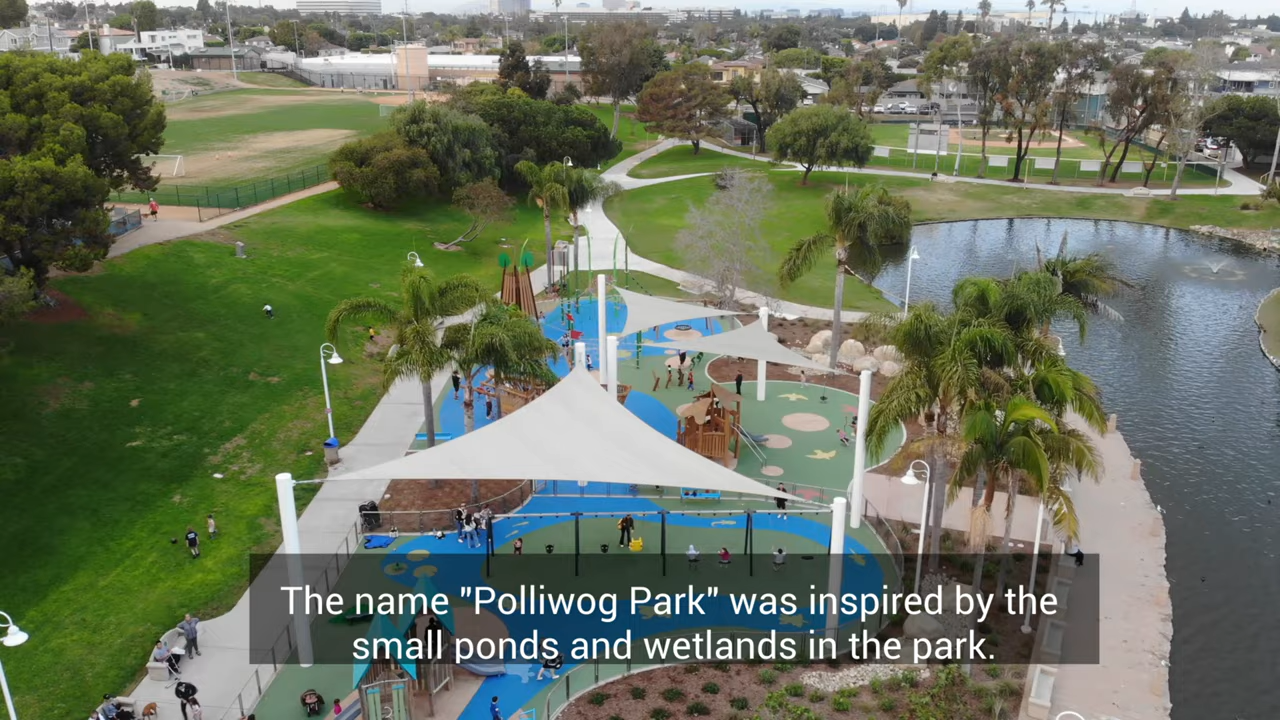 The name "Polliwog Park" was inspired by the
small ponds and wetlands in the park.